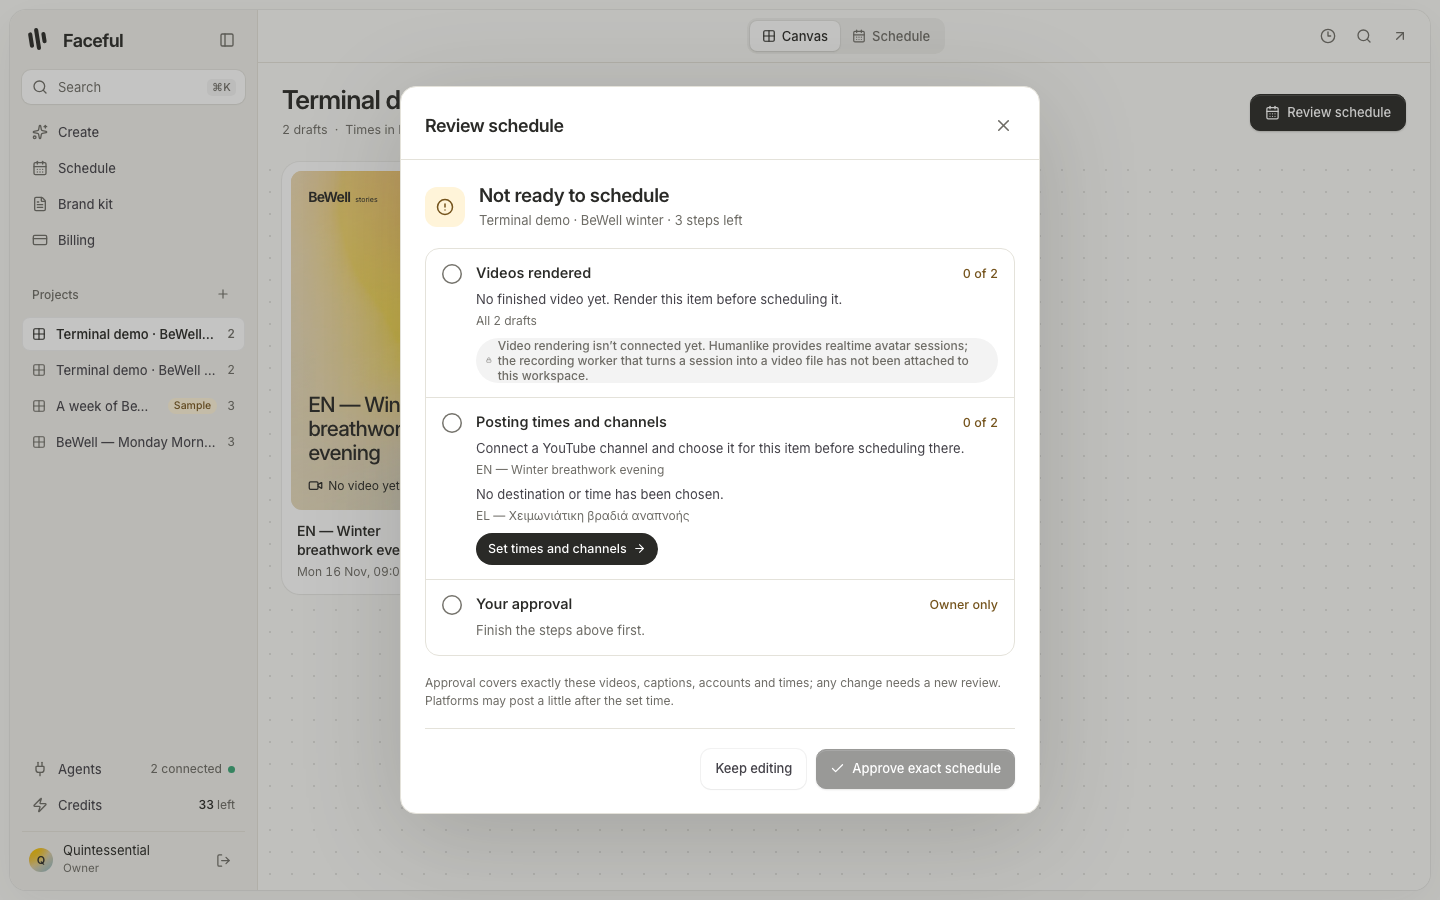 Faceful
Search
⌘K
Create
Schedule
Brand kit
Billing
Projects
Terminal demo · BeWell... 2
Terminal demo · BeWell ... 2
A week of Be... Sample 3
BeWell — Monday Morn... 3
Agents 2 connected
Credits 33 left
Q
Quintessential
Owner
Canvas
Schedule
Terminal d
2 drafts · Times in
Review schedule
BeWell stories
EN — Win
breathwor
evening
No video yet
EN — Winter
breathwork eve
Mon 16 Nov, 09:0
Review schedule
Not ready to schedule
Terminal demo · BeWell winter · 3 steps left
Videos rendered 0 of 2
No finished video yet. Render this item before scheduling it.
All 2 drafts
Video rendering isn’t connected yet. Humanlike provides realtime avatar sessions;
the recording worker that turns a session into a video file has not been attached to
this workspace.
Posting times and channels 0 of 2
Connect a YouTube channel and choose it for this item before scheduling there.
EN — Winter breathwork evening
No destination or time has been chosen.
EL — Χειμωνιάτικη βραδιά αναπνοής
Set times and channels
Your approval Owner only
Finish the steps above first.
Approval covers exactly these videos, captions, accounts and times; any change needs a new review.
Platforms may post a little after the set time.
Keep editing
Approve exact schedule